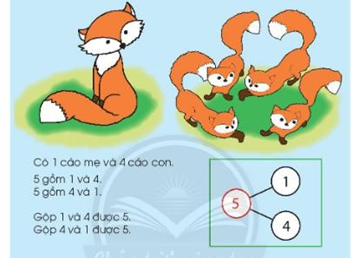 Có 1 cáo mẹ và 4 cáo con.
5 gồm 1 và 4.
5 gồm 4 và 1.
Gộp 1 và 4 được 5.
Gộp 4 và 1 được 5.
1
5
4